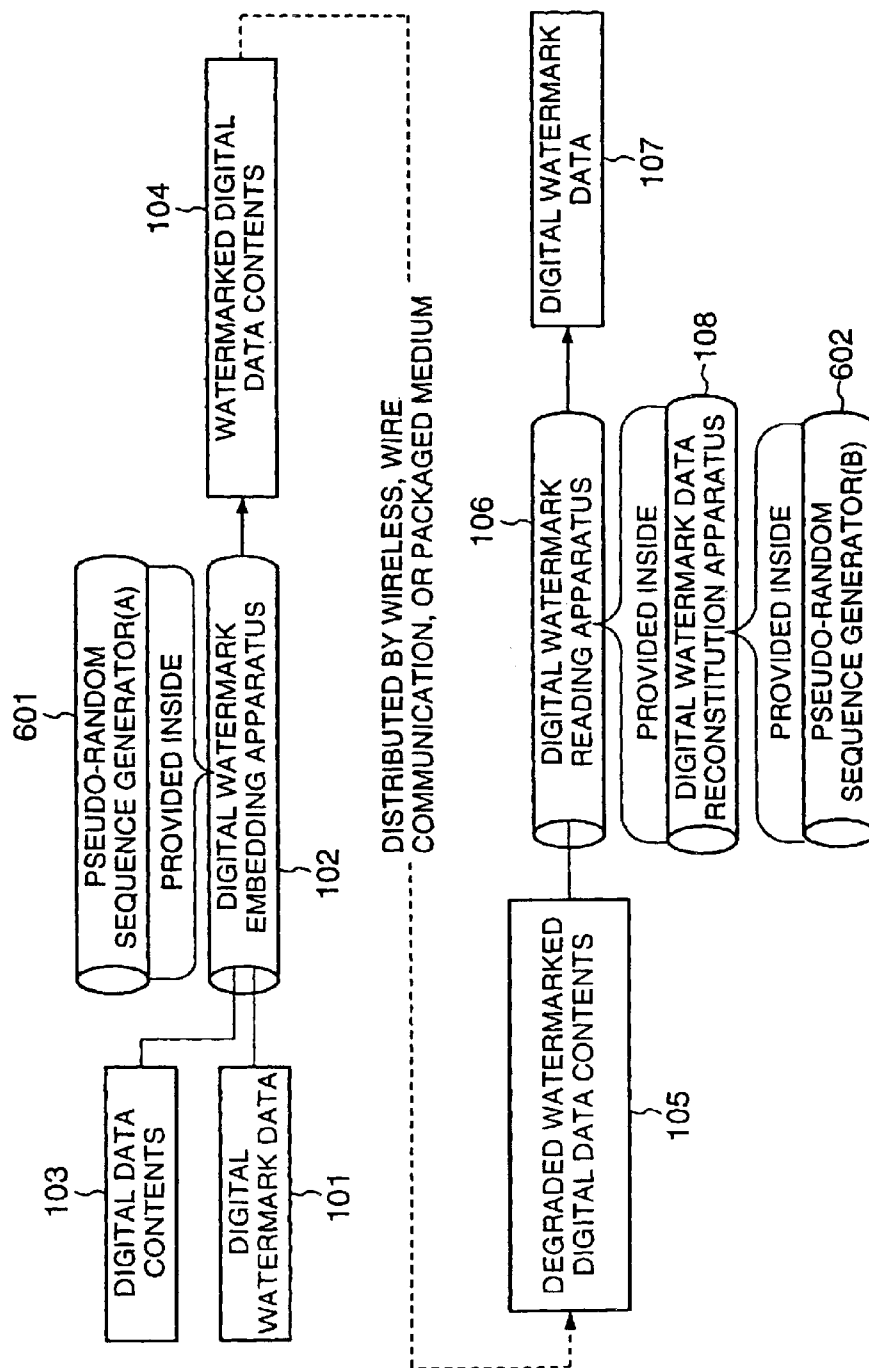 103
DIGITAL DATA
CONTENTS
DIGITAL
WATERMARK DATA
101
601
PSEUDO-RANDOM
SEQUENCE GENERATOR(A)
PROVIDED INSIDE
DIGITAL WATERMARK
EMBEDDING APPARATUS
102
104
WATERMARKED DIGITAL
DATA CONTENTS
DISTRIBUTED BY WIRELESS, WIRE
COMMUNICATION, OR PACKAGED MEDIUM
DEGRADED WATERMARKED
DIGITAL DATA CONTENTS
105
106
DIGITAL WATERMARK
READING APPARATUS
PROVIDED INSIDE
108
DIGITAL WATERMARK DATA
RECONSTITUTION APPARATUS
PROVIDED INSIDE
602
PSEUDO-RANDOM
SEQUENCE GENERATOR(B)
DIGITAL WATERMARK
DATA
107